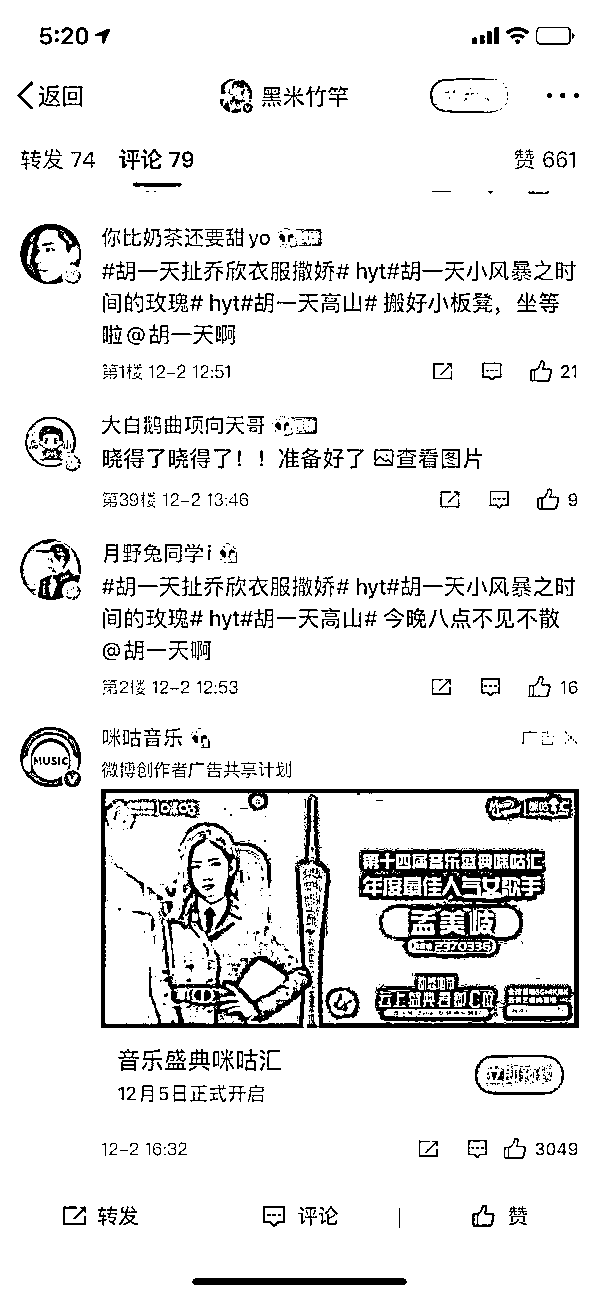 5:20
返回
黑米竹竿
转发 74 评论 79 赞 661
你比奶茶还要甜yo
#胡一天扯乔欣衣服撒娇# hyt#胡一天小风暴之时
间的玫瑰# hyt#胡一天高山# 搬好小板凳，坐等
啦@胡一天啊
第1楼 12-2 12:51 21
大白鹅曲项向天哥
晓得了晓得了！！准备好了 查看图片
第39楼 12-2 13:46 9
月野兔同学i
#胡一天扯乔欣衣服撒娇# hyt#胡一天小风暴之时
间的玫瑰# hyt#胡一天高山# 今晚八点不见不散
@胡一天啊
第2楼 12-2 12:53 16
咪咕音乐 广告
MUSIC
微博创作者广告共享计划
第十四届音乐盛典咪咕汇
年度最佳人气女歌手
孟美岐
云上盛典看创C位
音乐盛典咪咕汇
12月5日正式开启
12-2 16:32 3049
转发 评论 赞